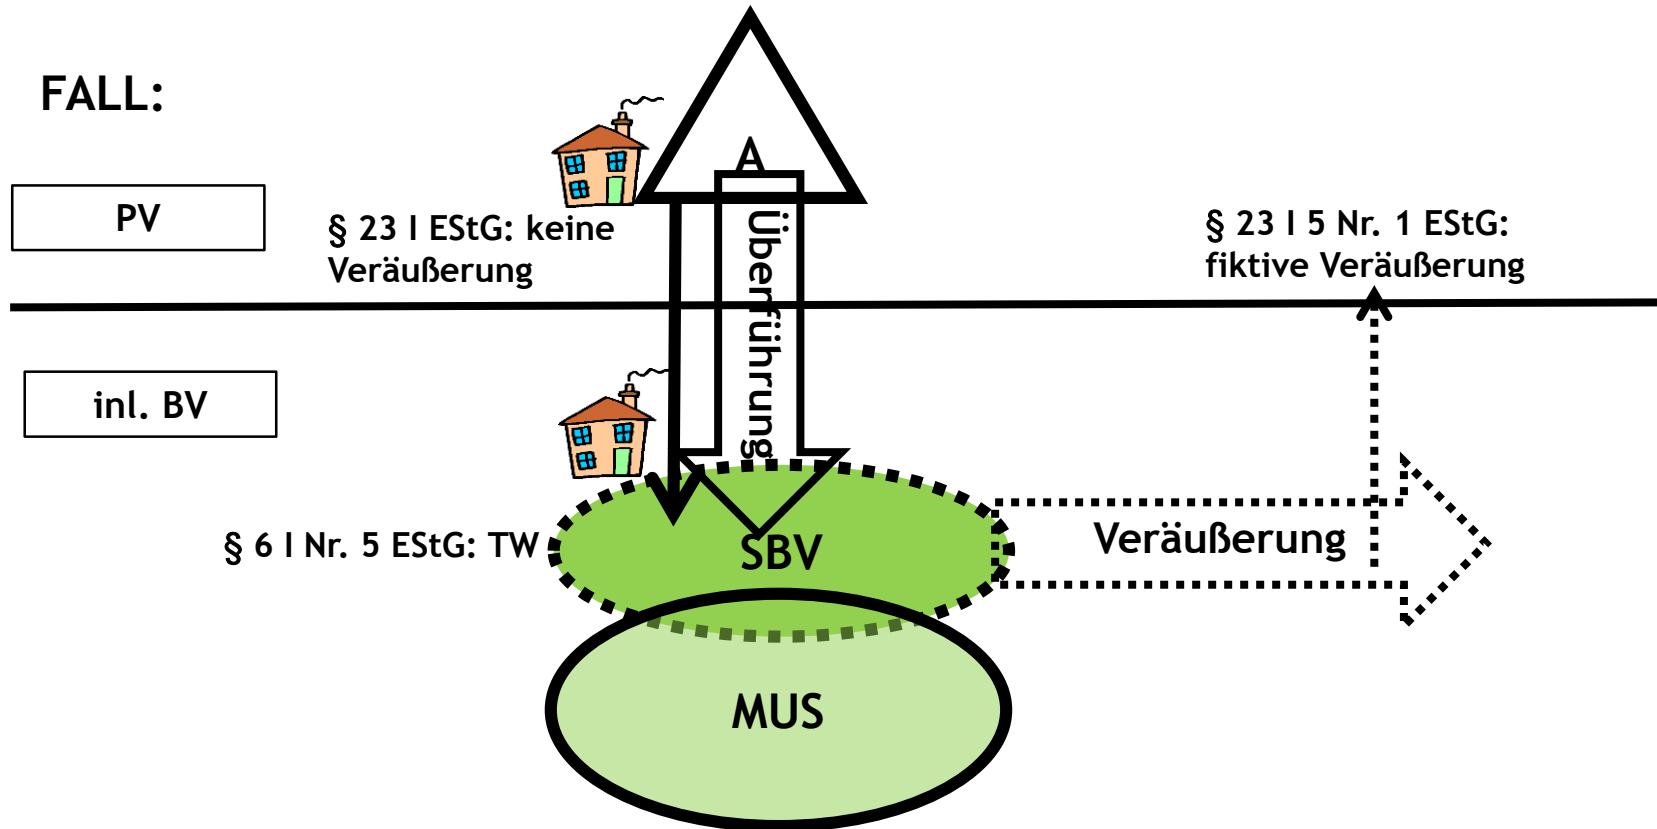 FALL:
A
PV
§ 23 I EStG: keine
Veräußerung
Überführung
§ 23 I 5 Nr. 1 EStG:
fiktive Veräußerung
inl. BV
§ 6 I Nr. 5 EStG: TW
SBV
Veräußerung
MUS